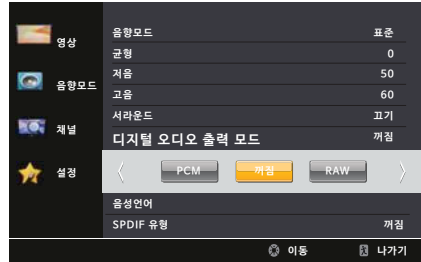 영상
음향모드
채널
설정
음향모드 표준
균형 0
저음 50
고음 60
서라운드 끄기
디지털 오디오 출력 모드 꺼짐
PCM 꺼짐 RAW
음성언어
SPDIF 유형 꺼짐
이동 나가기